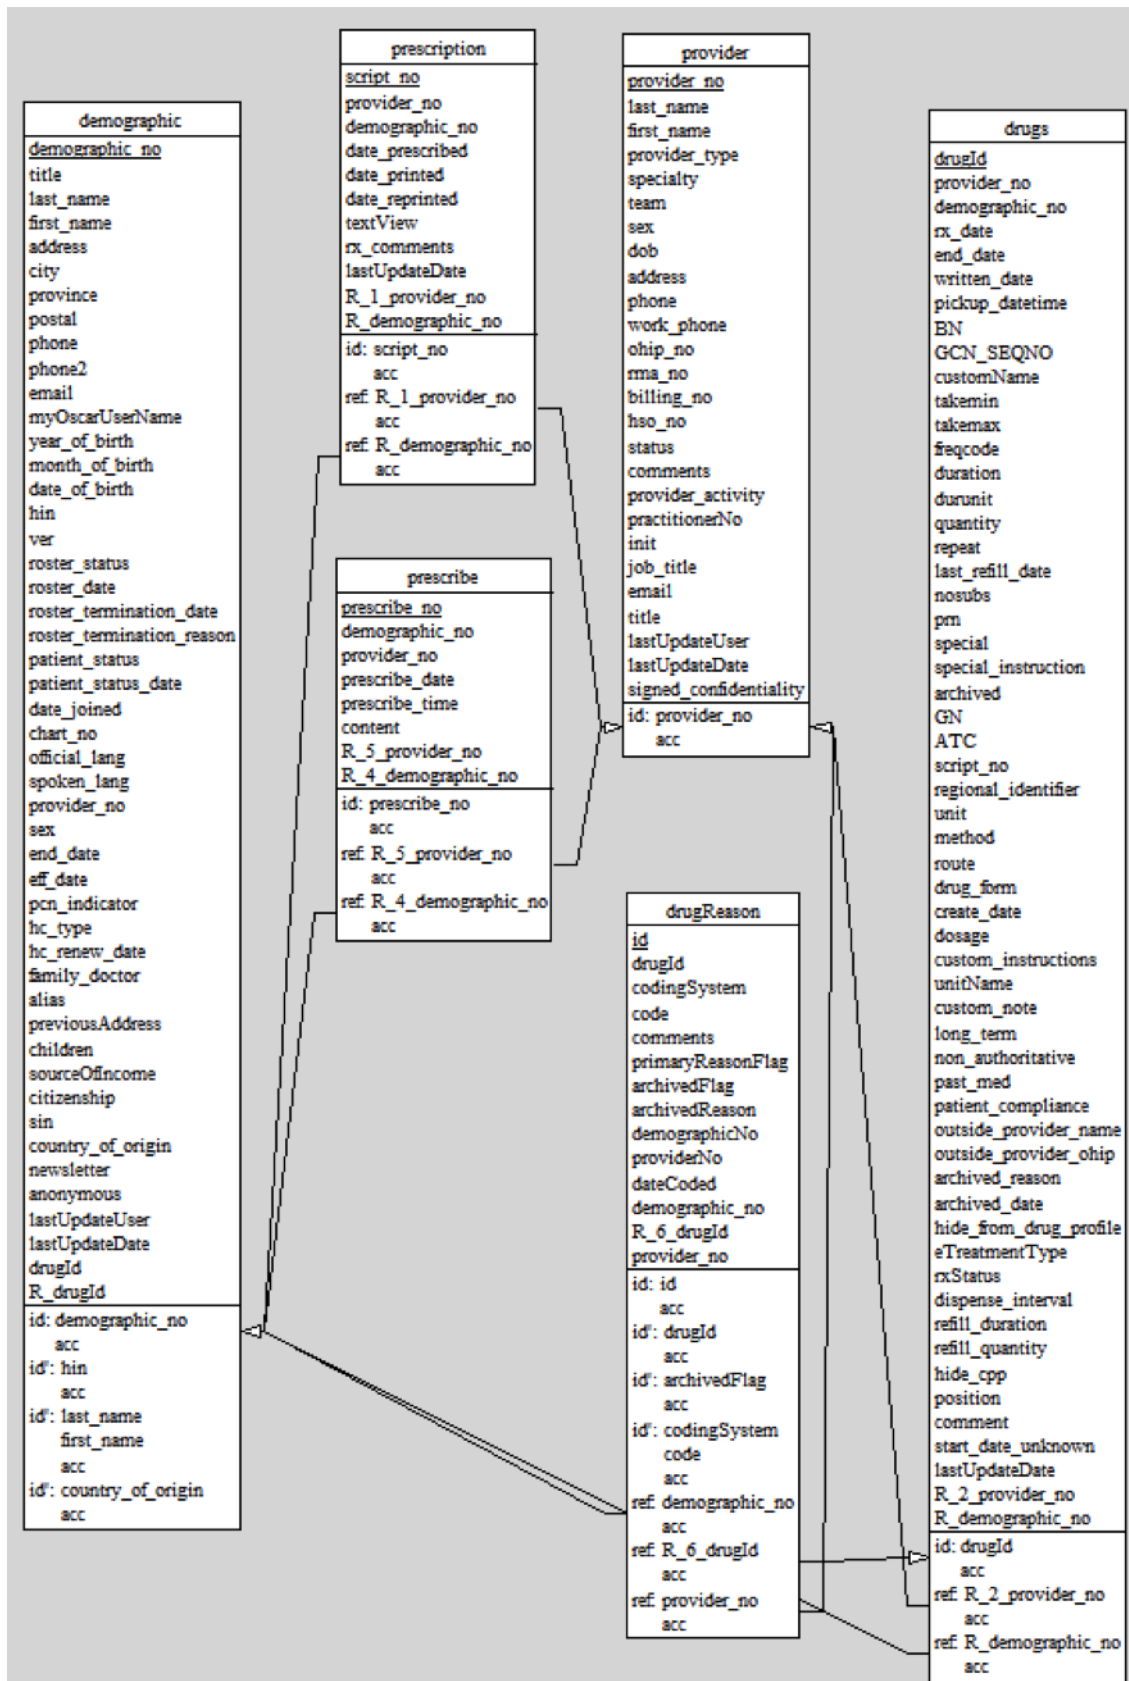 demographic
demographic_no
title
last_name
first_name
address
city
province
postal
phone
phone2
email
myOscarUserName
year_of_birth
month_of_birth
date_of_birth
hin
ver
roster_status
roster_date
roster_termination_date
roster_termination_reason
patient_status
patient_status_date
date_joined
chart_no
official_lang
spoken_lang
provider_no
sex
end_date
eff_date
pcn_indicator
hc_type
hc_renew_date
family_doctor
alias
previousAddress
children
sourceOfIncome
citizenship
sin
country_of_origin
newsletter
anonymous
lastUpdateUser
lastUpdateDate
drugId
R_drugId
id: demographic_no
acc
id': hin
acc
id': last_name
first_name
acc
id': country_of_origin
acc
prescription
script_no
provider_no
demographic_no
date_prescribed
date_printed
date_reprinted
textView
rx_comments
lastUpdateDate
R_1_provider_no
R_demographic_no
id: script_no
acc
ref: R_1_provider_no
acc
ref: R_demographic_no
acc
prescribe
prescribe_no
demographic_no
provider_no
prescribe_date
prescribe_time
content
R_5_provider_no
R_4_demographic_no
id: prescribe_no
acc
ref: R_5_provider_no
acc
ref: R_4_demographic_no
acc
provider
provider_no
last_name
first_name
provider_type
specialty
team
sex
dob
address
phone
work_phone
ohip_no
rma_no
billing_no
hso_no
status
comments
provider_activity
practitionerNo
init
job_title
email
title
lastUpdateUser
lastUpdateDate
signed_confidentiality
id: provider_no
acc
drugReason
id
drugId
codingSystem
code
comments
primaryReasonFlag
archivedFlag
archivedReason
demographicNo
providerNo
dateCoded
demographic_no
R_6_drugId
provider_no
id: id
acc
id': drugId
acc
id': archivedFlag
acc
id': codingSystem
code
acc
ref: demographic_no
acc
ref: R_6_drugId
acc
ref: provider_no
acc
drugs
drugId
provider_no
demographic_no
rx_date
end_date
written_date
pickup_datetime
BN
GCN_SEQNO
customName
takemin
takemax
freqcode
duration
durunit
quantity
repeat
last_refill_date
nosubs
prn
special
special_instruction
archived
GN
ATC
script_no
regional_identifier
unit
method
route
drug_form
create_date
dosage
custom_instructions
unitName
custom_note
long_term
non_authoritative
past_med
patient_compliance
outside_provider_name
outside_provider_ohip
archived_reason
archived_date
hide_from_drug_profile
eTreatmentType
rxStatus
dispense_interval
refill_duration
refill_quantity
hide_cpp
position
comment
start_date_unknown
lastUpdateDate
R_2_provider_no
R_demographic_no
id: drugId
acc
ref: R_2_provider_no
acc
ref: R_demographic_no
acc